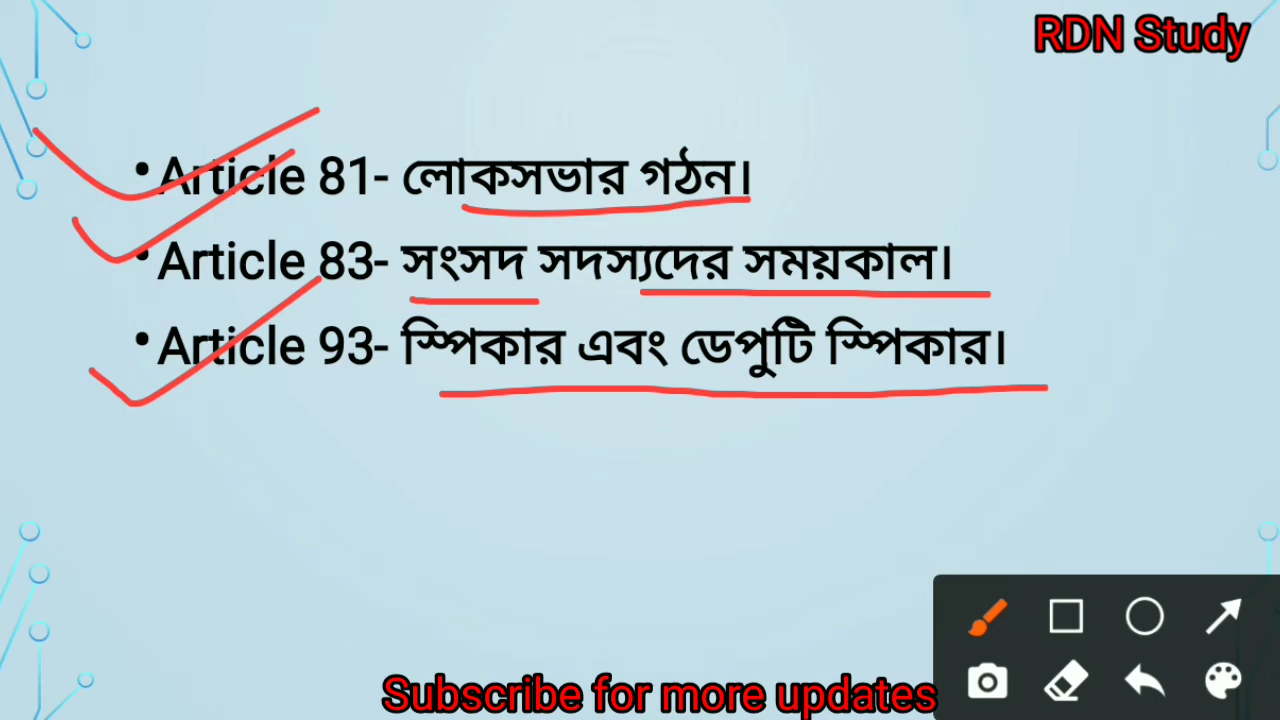 RDN Study
•Article 81- লোকসভার গঠন।
•Article 83- সংসদ সদস্যদের সময়কাল।
•Article 93- স্পিকার এবং ডেপুটি স্পিকার।
Subscribe for more updates